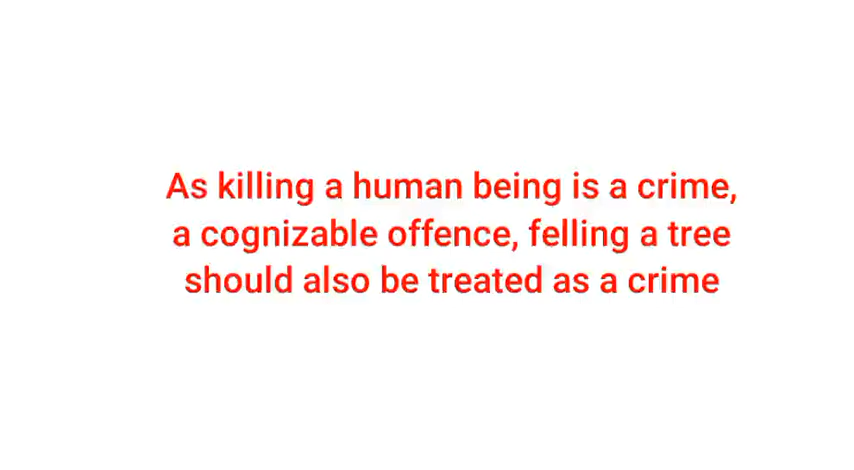 As killing a human being is a crime,
a cognizable offence, felling a tree
should also be treated as a crime